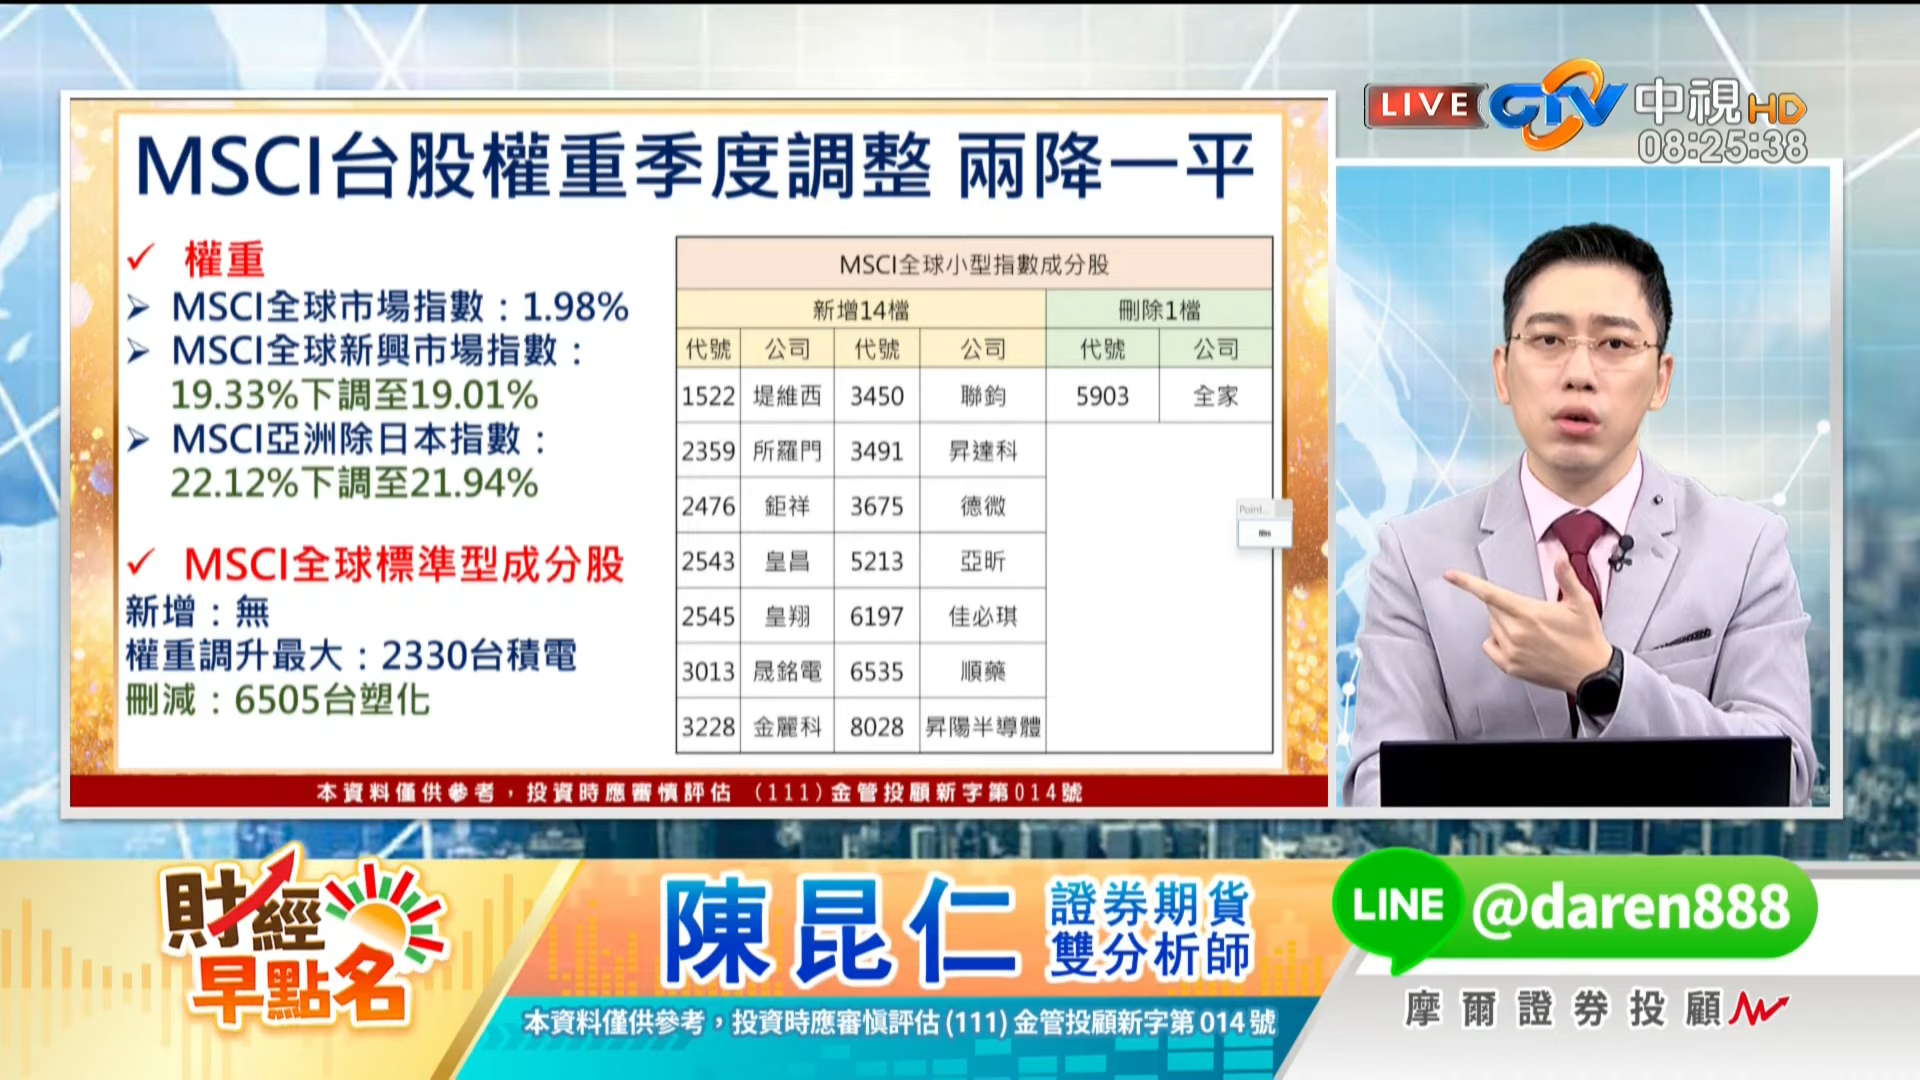 LIVE CTV 中視HD
08:25:38
MSCI台股權重季度調整 兩降一平
權重
MSCI全球市場指數：1.98%
MSCI全球新興市場指數：
19.33%下調至19.01%
MSCI亞洲除日本指數：
22.12%下調至21.94%
MSCI全球標準型成分股
新增：無
權重調升最大：2330台積電
刪減：6505台塑化
MSCI全球小型指數成分股
新增14檔 刪除1檔
代號 公司 代號 公司 代號 公司
1522 堤維西 3450 聯鈞 5903 全家
2359 所羅門 3491 昇達科
2476 鉅祥 3675 德微
2543 皇昌 5213 亞昕
2545 皇翔 6197 佳必琪
3013 晟銘電 6535 順藥
3228 金麗科 8028 昇陽半導體
Point...
本資料僅供參考，投資時應審慎評估 (111)金管投顧新字第014號
財經
早點名
陳昆仁
證券期貨
雙分析師
本資料僅供參考，投資時應審慎評估(111)金管投顧新字第014號
LINE @daren888
摩爾證券投顧